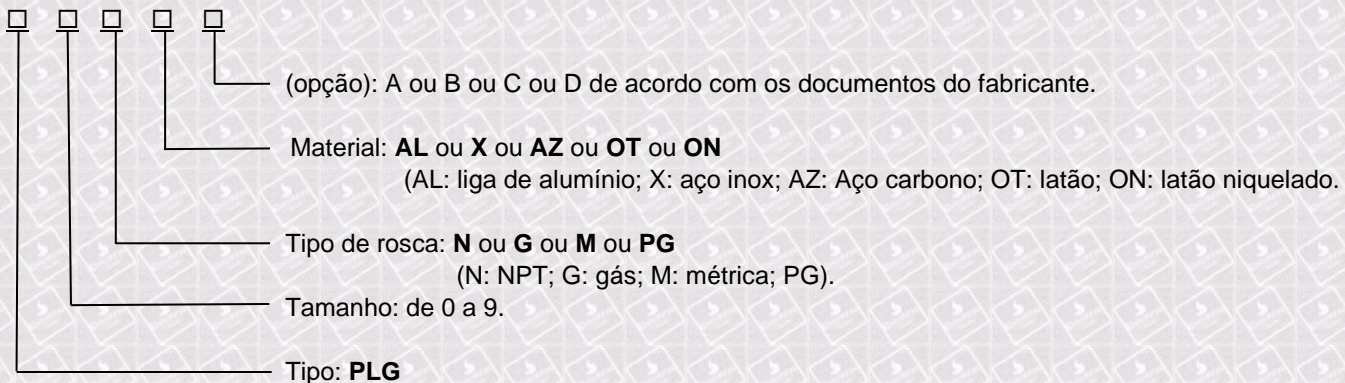 □ □ □ □ □
(opção): A ou B ou C ou D de acordo com os documentos do fabricante.
Material: AL ou X ou AZ ou OT ou ON
(AL: liga de alumínio; X: aço inox; AZ: Aço carbono; OT: latão; ON: latão niquelado.
Tipo de rosca: N ou G ou M ou PG
(N: NPT; G: gás; M: métrica; PG).
Tamanho: de 0 a 9.
Tipo: PLG